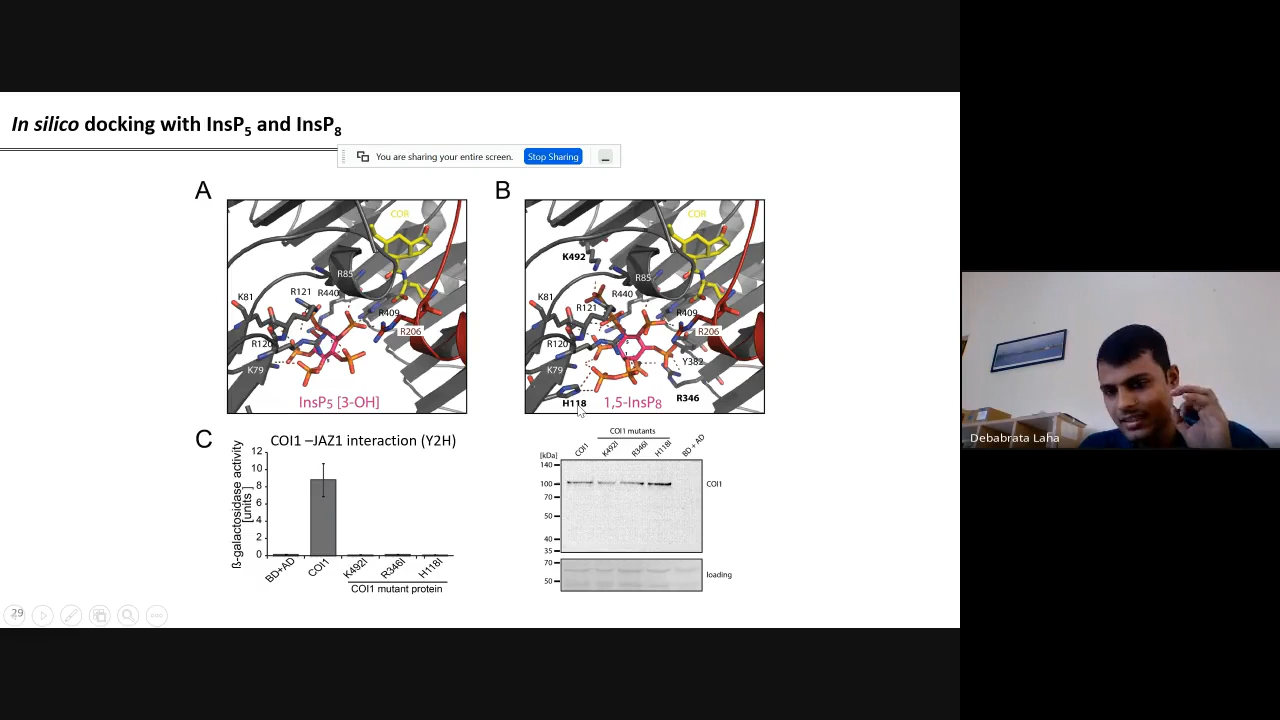 In silico docking with InsP5 and InsP8
You are sharing your entire screen. Stop Sharing
A
COR
R85
R121
R440
K81
R409
R206
R120
K79
InsP5 [3-OH]
B
COR
K492
R85
K81
R440
R121
R409
R206
R120
Y382
K79
R346
H118
1,5-InsP8
C
COI1 –JAZ1 interaction (Y2H)
ß-galactosidase activity
[units ]
12
10
8
6
4
2
0
BD+AD
COI1
K492I
R346I
H118I
COI1 mutant protein
COI1 mutants
COI1
K492I
R346I
H118I
BD + AD
[kDa]
140
100
70
50
40
35
COI1
70
50
loading
29
Debabrata Laha